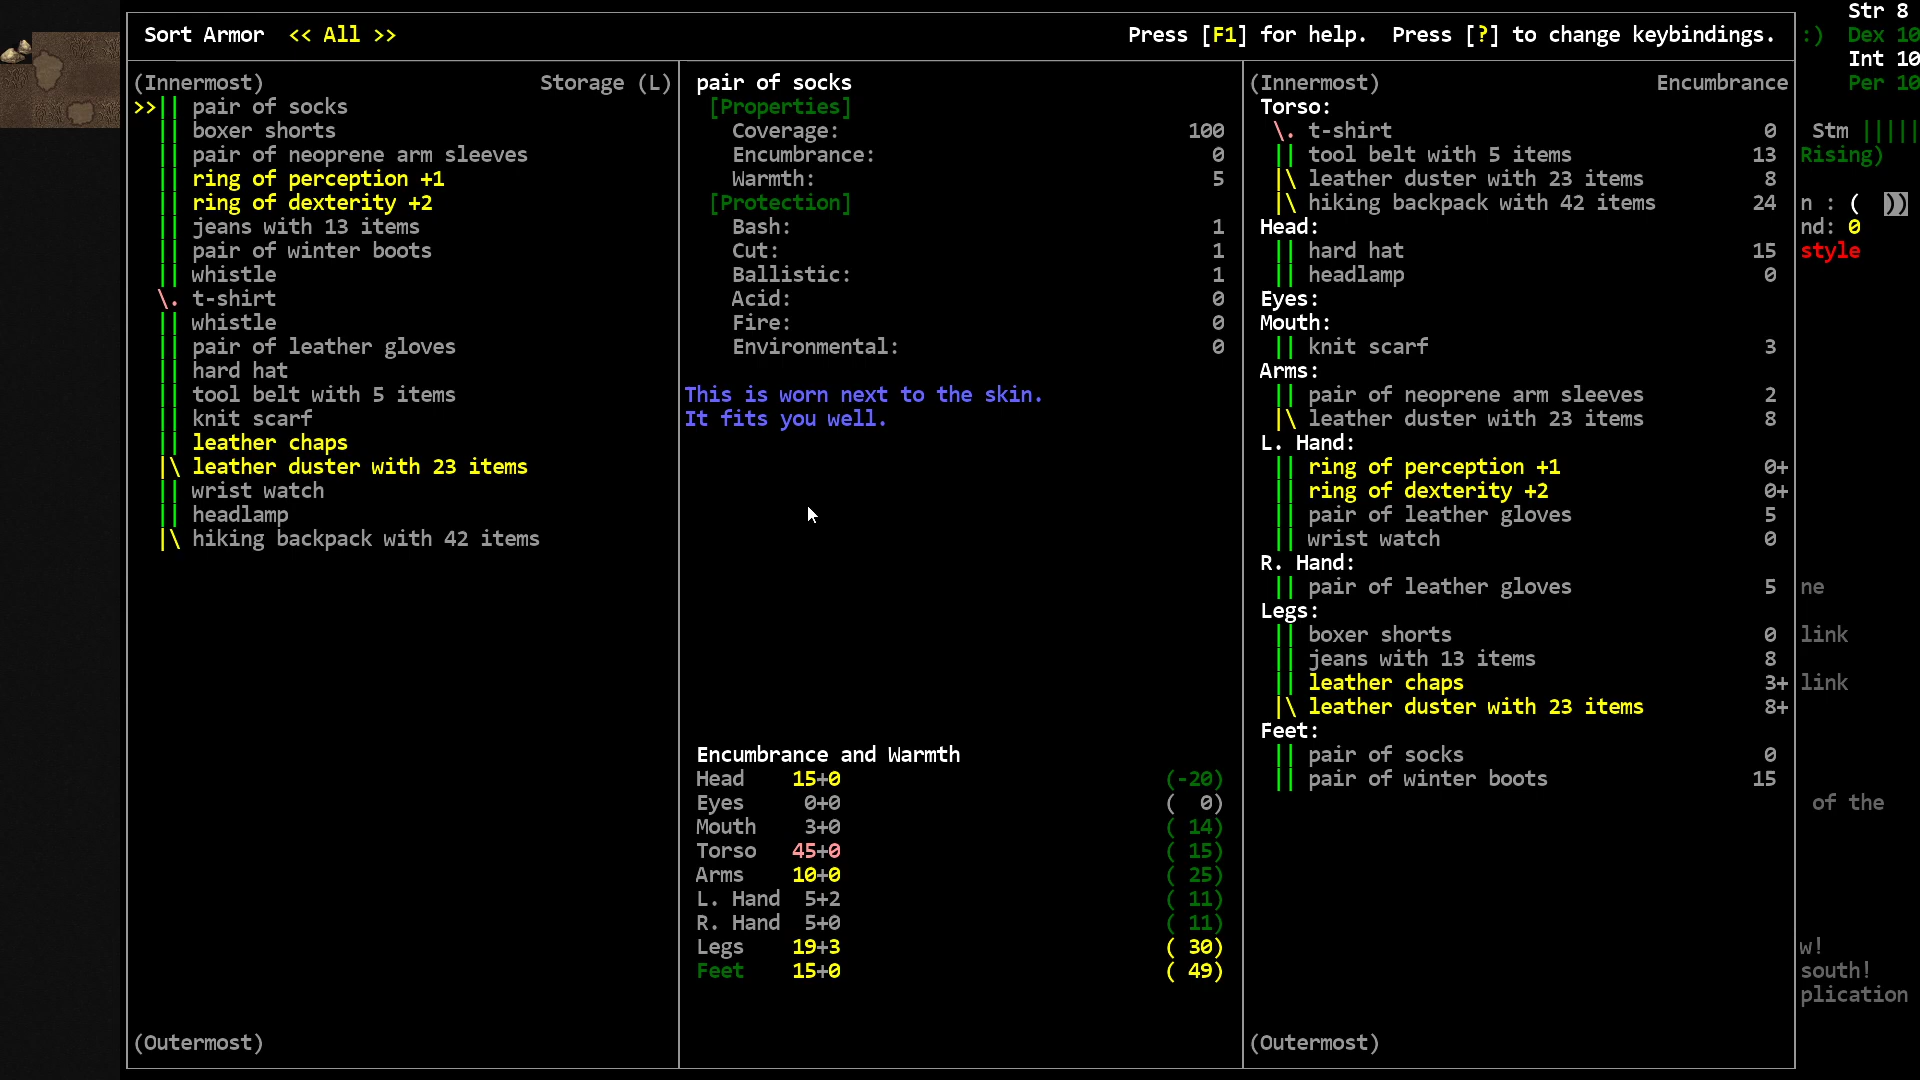 Sort Armor << All >> Press [F1] for help. Press [?] to change keybindings.
(Innermost) Storage (L)
>>|| pair of socks
|| boxer shorts
|| pair of neoprene arm sleeves
|| ring of perception +1
|| ring of dexterity +2
|| jeans with 13 items
|| pair of winter boots
|| whistle
\. t-shirt
|| whistle
|| pair of leather gloves
|| hard hat
|| tool belt with 5 items
|| knit scarf
|| leather chaps
|\ leather duster with 23 items
|| wrist watch
|| headlamp
|\ hiking backpack with 42 items
(Outermost)
pair of socks
[Properties]
Coverage: 100
Encumbrance: 0
Warmth: 5
[Protection]
Bash: 1
Cut: 1
Ballistic: 1
Acid: 0
Fire: 0
Environmental: 0
This is worn next to the skin.
It fits you well.
Encumbrance and Warmth
Head 15+0 (-20)
Eyes 0+0 ( 0)
Mouth 3+0 ( 14)
Torso 45+0 ( 15)
Arms 10+0 ( 25)
L. Hand 5+2 ( 11)
R. Hand 5+0 ( 11)
Legs 19+3 ( 30)
Feet 15+0 ( 49)
(Innermost) Encumbrance
Torso:
\. t-shirt 0
|| tool belt with 5 items 13
|\ leather duster with 23 items 8
|\ hiking backpack with 42 items 24
Head:
|| hard hat 15
|| headlamp 0
Eyes:
Mouth:
|| knit scarf 3
Arms:
|| pair of neoprene arm sleeves 2
|\ leather duster with 23 items 8
L. Hand:
|| ring of perception +1 0+
|| ring of dexterity +2 0+
|| pair of leather gloves 5
|| wrist watch 0
R. Hand:
|| pair of leather gloves 5
Legs:
|| boxer shorts 0
|| jeans with 13 items 8
|| leather chaps 3+
|\ leather duster with 23 items 8+
Feet:
|| pair of socks 0
|| pair of winter boots 15
(Outermost)
Str 8
:) Dex 10
Int 10
Per 10
Stm |||||
Rising)
n : ( ))
nd: 0
style
ne
link
link
of the
w!
south!
plication